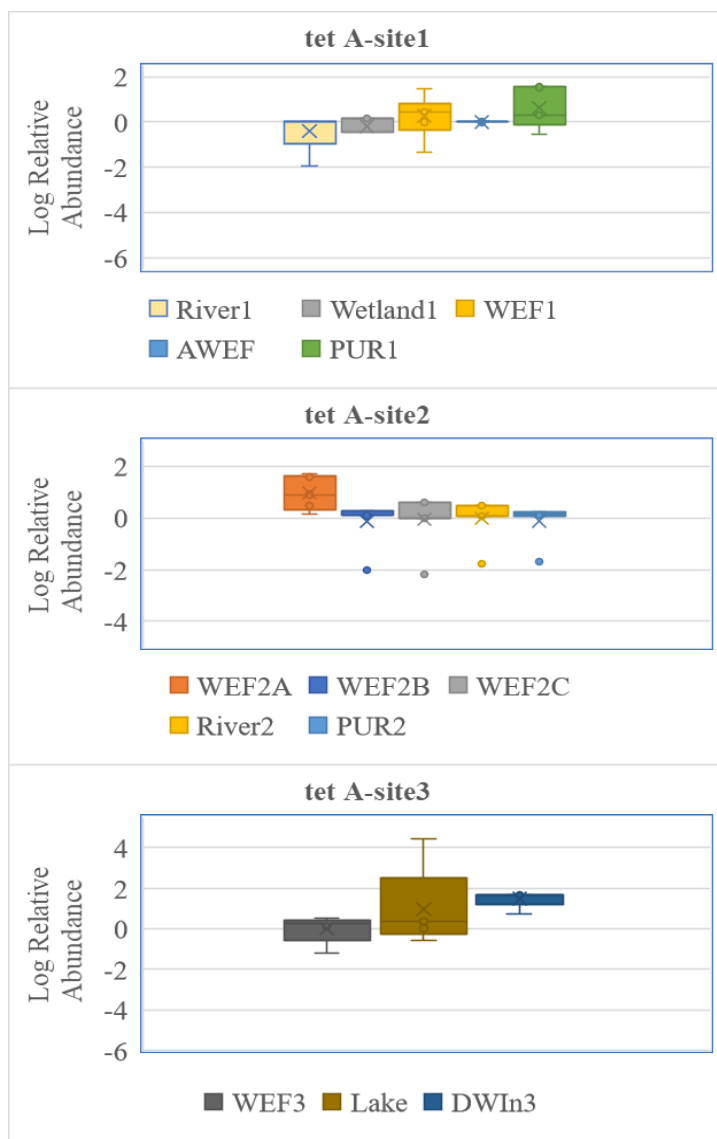 tet A-site1
Log Relative
Abundance
2
0
-2
-4
-6
River1 Wetland1 WEF1
AWEF PUR1
tet A-site2
Log Relative
Abundance
2
0
-2
-4
WEF2A WEF2B WEF2C
River2 PUR2
tet A-site3
Log Relative
Abundance
4
2
0
-2
-4
-6
WEF3 Lake DWIn3